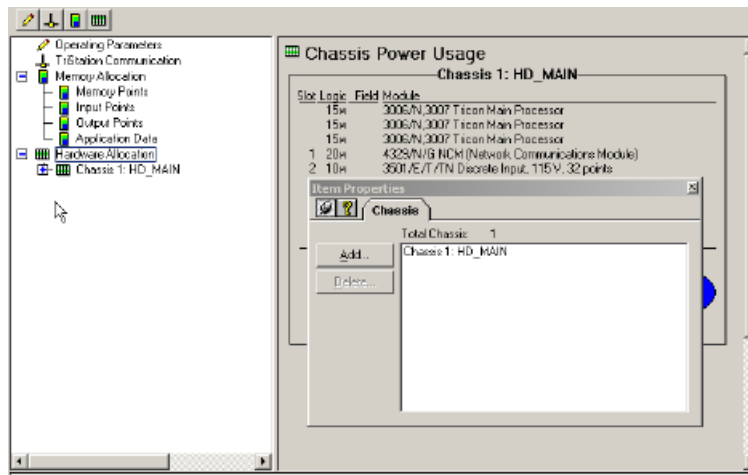 Operating Parameters
TriStation Communication
Memory Allocation
Memory Points
Input Points
Output Points
Application Data
Hardware Allocation
Chassis 1: HD_MAIN
Chassis Power Usage
Chassis 1: HD_MAIN
Slot Logic Field Module
15w 3006/N,3007 Tricon Main Processor
15w 3006/N,3007 Tricon Main Processor
15w 3006/N,3007 Tricon Main Processor
1 20w 4329/N/G NCM (Network Communications Module)
2 10w 3501/E/T/TN Discrete Input, 115 V, 32 points
Item Properties
Chassis
Total Chassis: 1
Add...
Delete...
Chassis 1: HD_MAIN